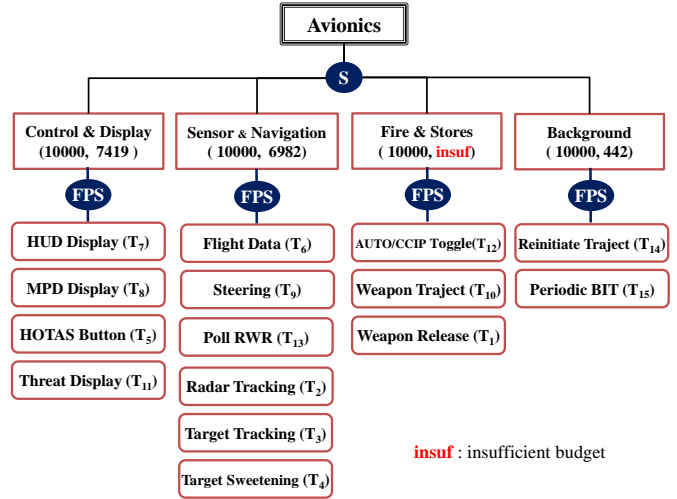 Avionics
S
Control & Display
(10000, 7419 )
Sensor & Navigation
( 10000, 6982)
Fire & Stores
( 10000, insuf)
Background
( 10000, 442)
FPS
FPS
FPS
FPS
HUD Display (T7)
MPD Display (T8)
HOTAS Button (T5)
Threat Display (T11)
Flight Data (T6)
Steering (T9)
Poll RWR (T13)
Radar Tracking (T2)
Target Tracking (T3)
Target Sweetening (T4)
AUTO/CCIP Toggle(T12)
Weapon Traject (T10)
Weapon Release (T1)
Reinitiate Traject (T14)
Periodic BIT (T15)
insuf : insufficient budget